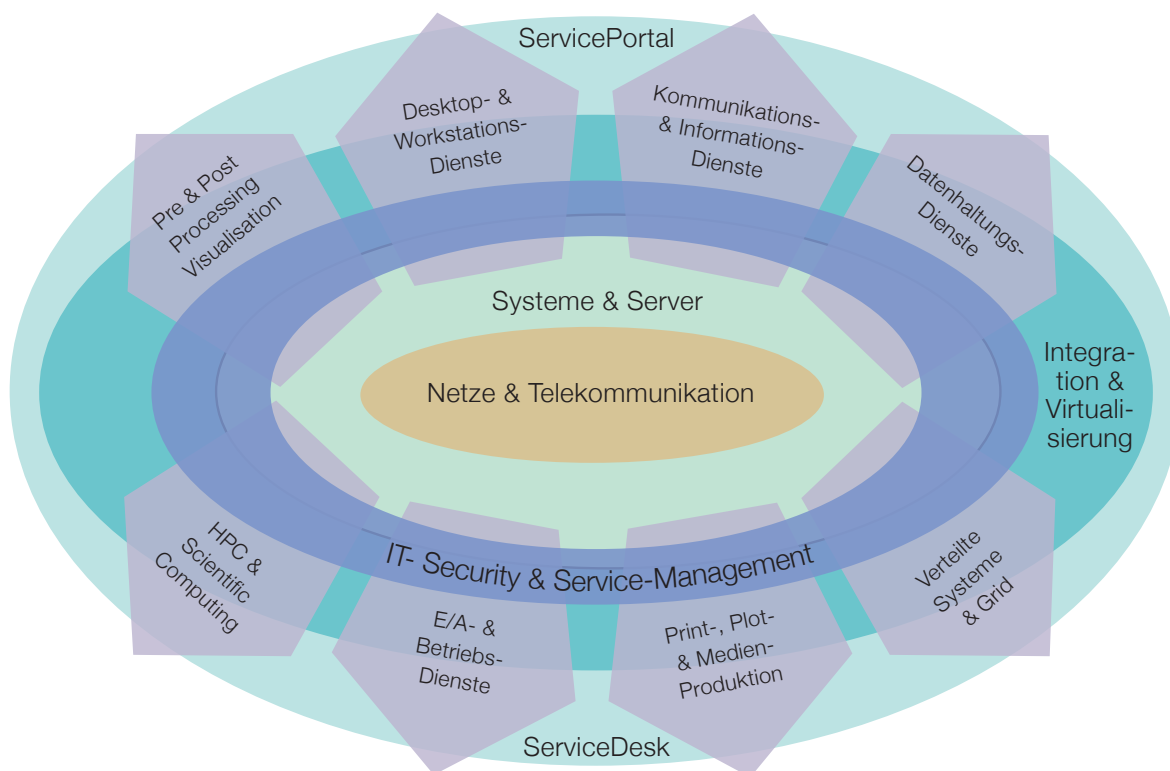 ServicePortal
Desktop- &
Workstations-
Dienste
Kommunikations-
& Informations-
Dienste
Pre & Post
Processing
Visualisation
Datenhaltungs-
Dienste
Systeme & Server
Netze & Telekommunikation
Integra-
tion &
Virtuali-
sierung
HPC &
Scientific
Computing
IT- Security & Service-Management
Verteilte
Systeme
& Grid
E/A- &
Betriebs-
Dienste
Print-, Plot-
& Medien-
Produktion
ServiceDesk